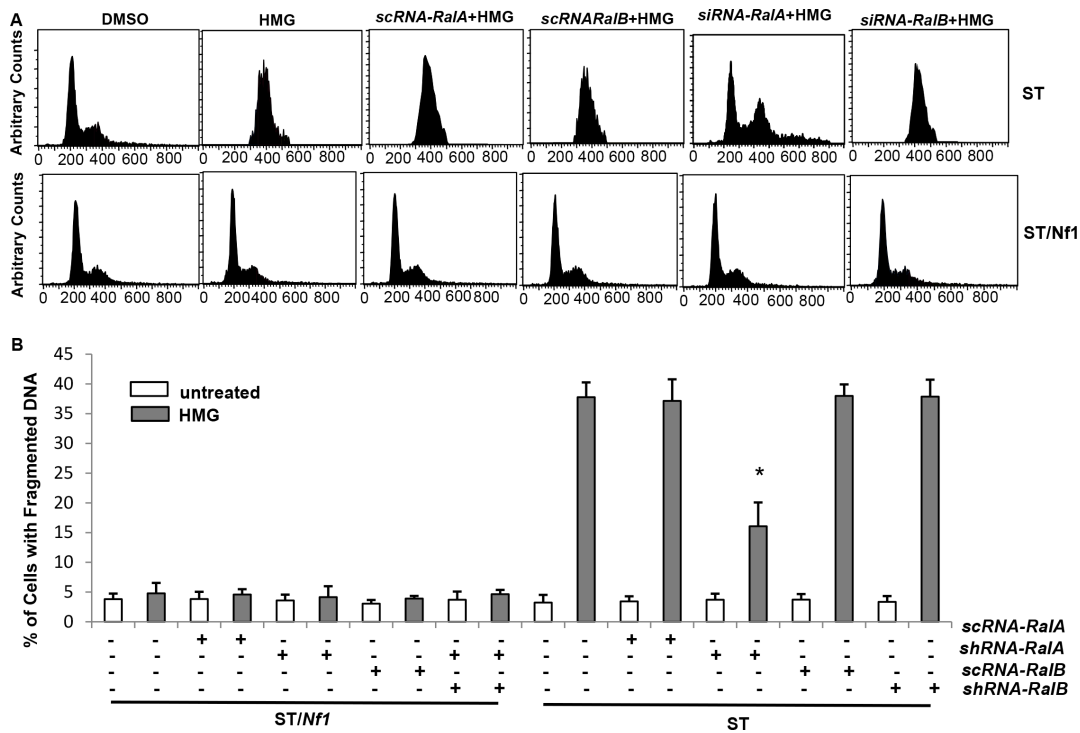 A
DMSO
HMG
scRNA-RalA+HMG
scRNARalB+HMG
siRNA-RalA+HMG
siRNA-RalB+HMG
Arbitrary Counts
0 200 400 600 800
0 200 400 600 800
0 200 400 600 800
0 200 400 600 800
0 200 400 600 800
0 200 400 600 800
ST
Arbitrary Counts
0 200 400 600 800
0 200400 600 800
0 200 400 600800
0 200 400 600 800
0 200 400 600 800
0 200 400 600 800
ST/Nf1
B
% of Cells with Fragmented DNA
45
40
35
30
25
20
15
10
5
0
untreated
HMG
*
- - + + - - - - - - - - + + - - - - - - scRNA-RalA
- - - - + + - - + + - - - - + + - - - - shRNA-RalA
- - - - - - + + - - - - - - - - + + - - scRNA-RalB
- - - - - - - - + + - - - - - - - - + + shRNA-RalB
ST/Nf1
ST